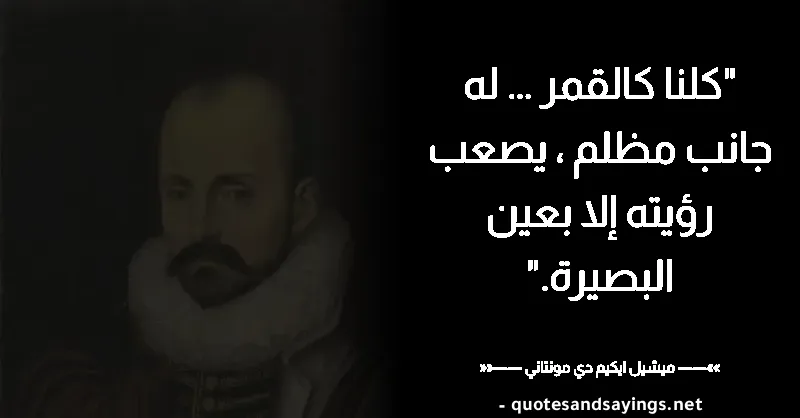 "كلنا كالقمر ... له
جانب مظلم ، يصعب
رؤيته إلا بعين
البصيرة."
»»—— ميشيل ايكيم دي مونتاني ——««
- quotesandsayings.net